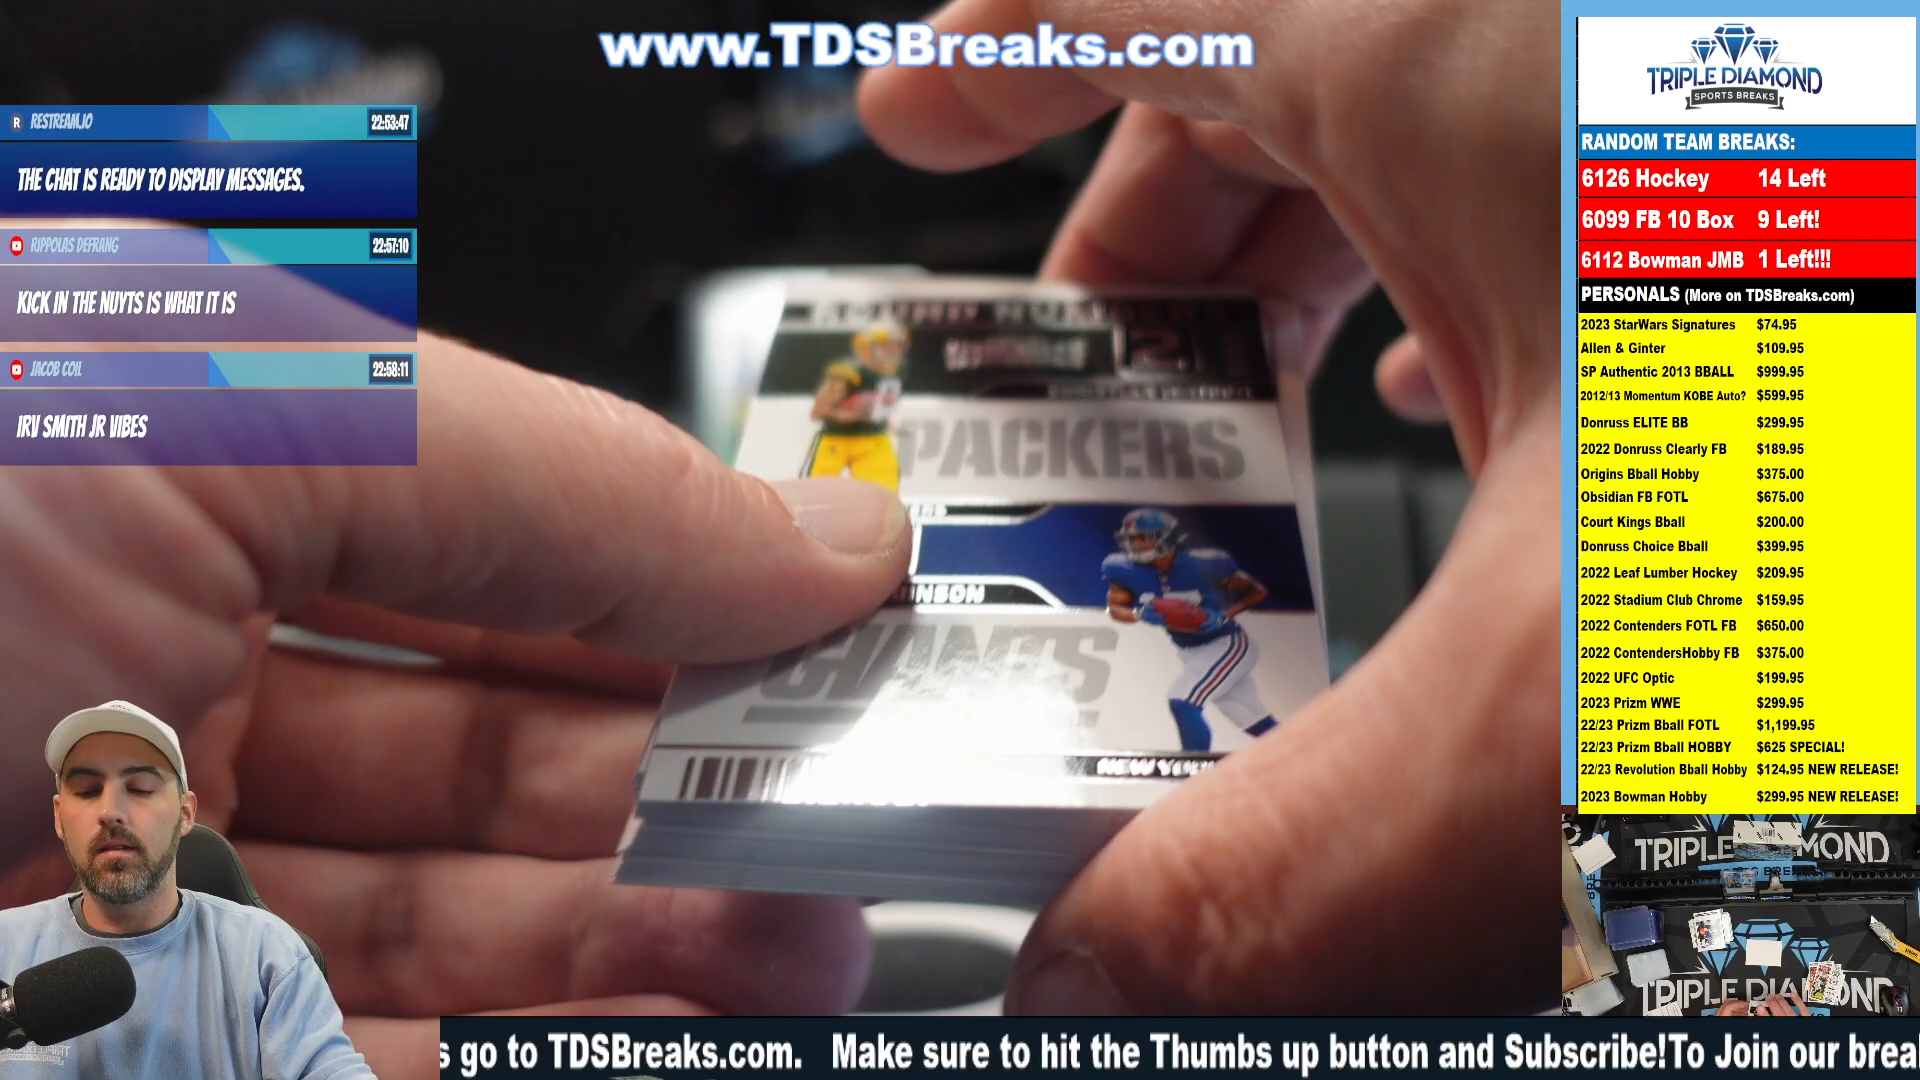 www.TDSBreaks.com
RESTREAM.IO 22:53:47
THE CHAT IS READY TO DISPLAY MESSAGES.
RIPPOLAS DEFRANG 22:57:10
KICK IN THE NUYTS IS WHAT IT IS
JACOB COIL 22:58:11
IRV SMITH JR VIBES
2
PACKERS
GIANTS
TRIPLE DIAMOND
SPORTS BREAKS
RANDOM TEAM BREAKS:
6126 Hockey 14 Left
6099 FB 10 Box 9 Left!
6112 Bowman JMB 1 Left!!!
PERSONALS (More on TDSBreaks.com)
2023 StarWars Signatures $74.95
Allen & Ginter $109.95
SP Authentic 2013 BBALL $999.95
2012/13 Momentum KOBE Auto? $599.95
Donruss ELITE BB $299.95
2022 Donruss Clearly FB $189.95
Origins Bball Hobby $375.00
Obsidian FB FOTL $675.00
Court Kings Bball $200.00
Donruss Choice Bball $399.95
2022 Leaf Lumber Hockey $209.95
2022 Stadium Club Chrome $159.95
2022 Contenders FOTL FB $650.00
2022 ContendersHobby FB $375.00
2022 UFC Optic $199.95
2023 Prizm WWE $299.95
22/23 Prizm Bball FOTL $1,199.95
22/23 Prizm Bball HOBBY $625 SPECIAL!
22/23 Revolution Bball Hobby $124.95 NEW RELEASE!
2023 Bowman Hobby $299.95 NEW RELEASE!
s go to TDSBreaks.com. Make sure to hit the Thumbs up button and Subscribe!To Join our brea